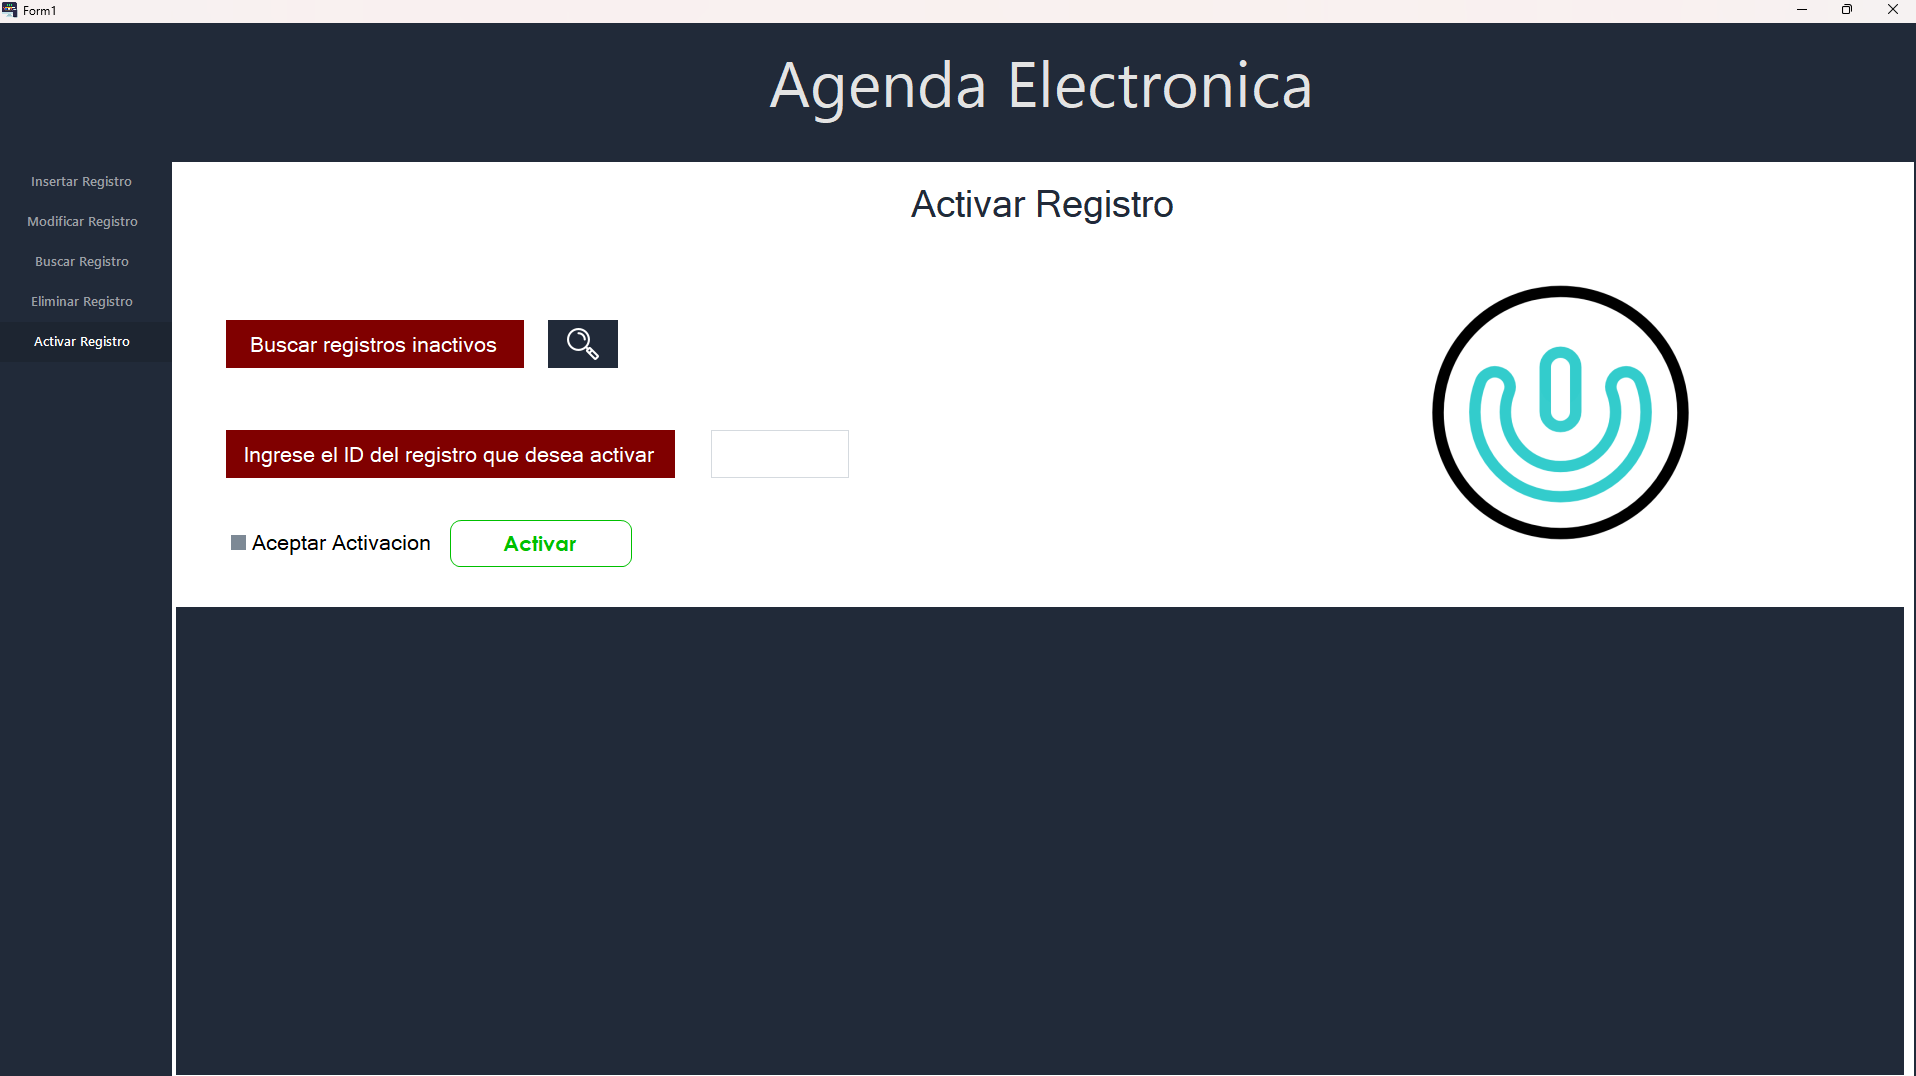 Form1
Agenda Electronica
Insertar Registro
Modificar Registro
Buscar Registro
Eliminar Registro
Activar Registro
Activar Registro
Buscar registros inactivos
Ingrese el ID del registro que desea activar
Aceptar Activacion
Activar